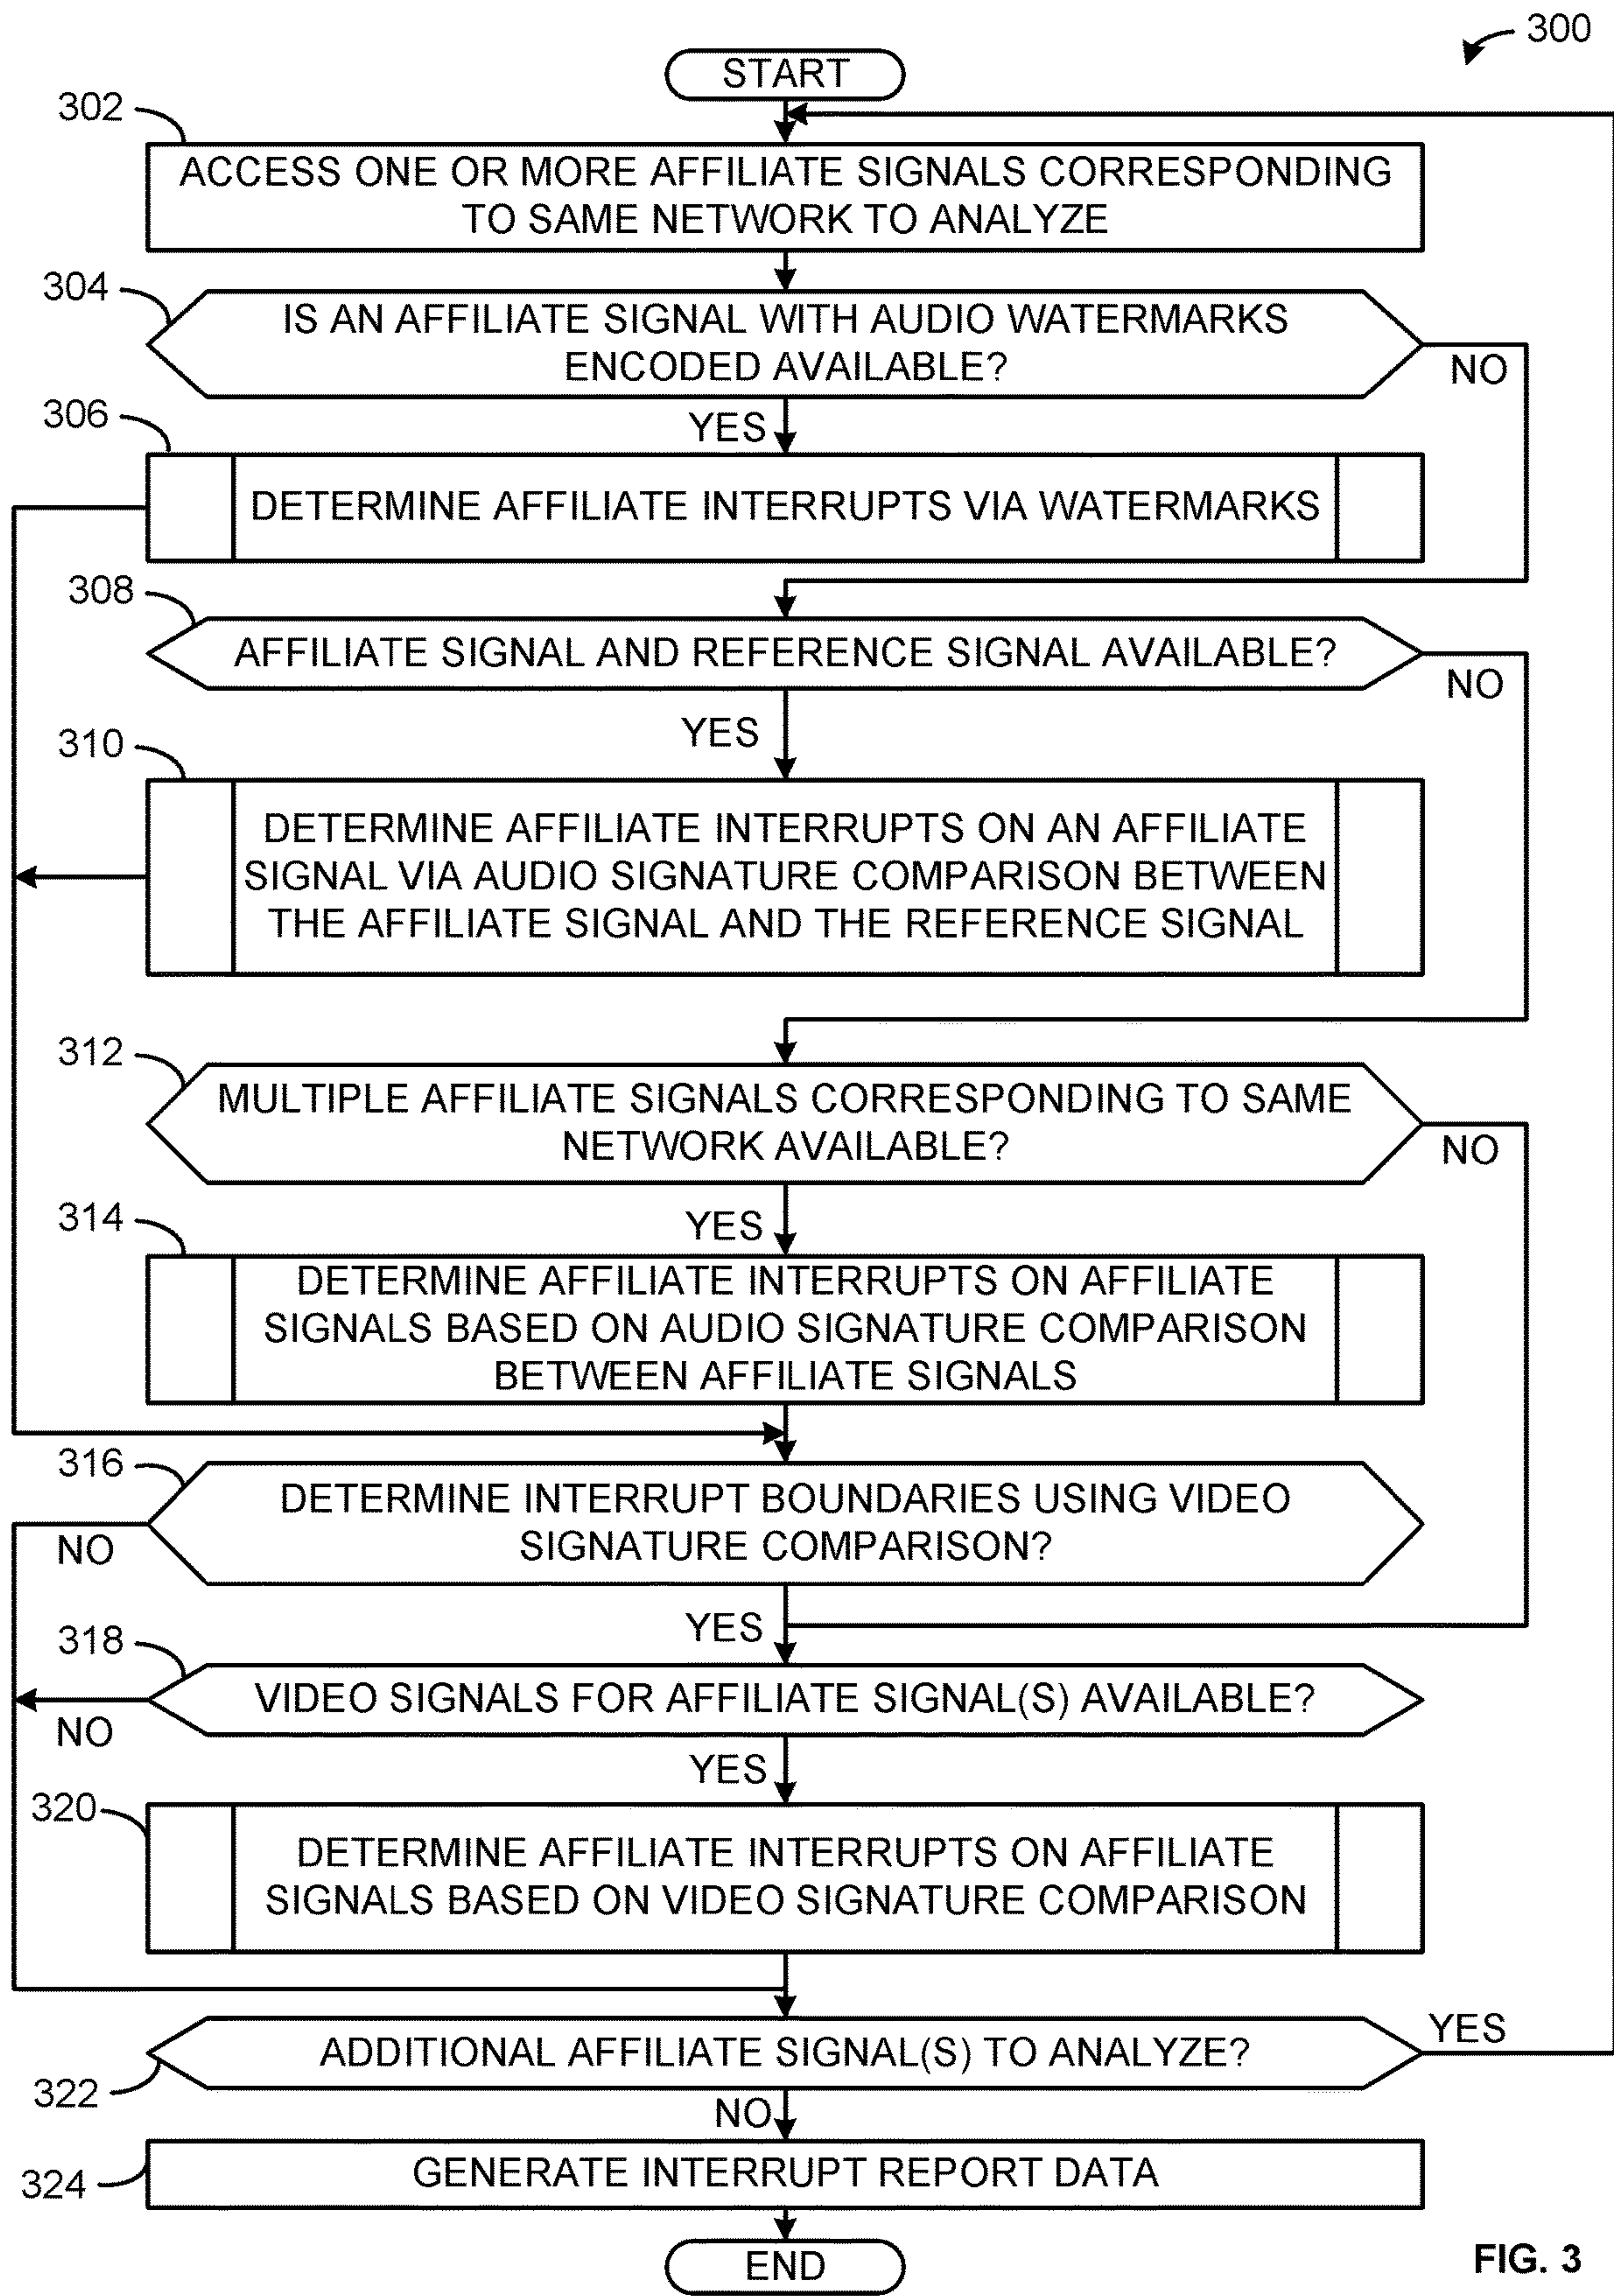 300
START
302
ACCESS ONE OR MORE AFFILIATE SIGNALS CORRESPONDING
TO SAME NETWORK TO ANALYZE
304
IS AN AFFILIATE SIGNAL WITH AUDIO WATERMARKS
ENCODED AVAILABLE?
NO
YES
306
DETERMINE AFFILIATE INTERRUPTS VIA WATERMARKS
308
AFFILIATE SIGNAL AND REFERENCE SIGNAL AVAILABLE?
NO
YES
310
DETERMINE AFFILIATE INTERRUPTS ON AN AFFILIATE
SIGNAL VIA AUDIO SIGNATURE COMPARISON BETWEEN
THE AFFILIATE SIGNAL AND THE REFERENCE SIGNAL
312
MULTIPLE AFFILIATE SIGNALS CORRESPONDING TO SAME
NETWORK AVAILABLE?
NO
YES
314
DETERMINE AFFILIATE INTERRUPTS ON AFFILIATE
SIGNALS BASED ON AUDIO SIGNATURE COMPARISON
BETWEEN AFFILIATE SIGNALS
316
DETERMINE INTERRUPT BOUNDARIES USING VIDEO
SIGNATURE COMPARISON?
NO
YES
318
VIDEO SIGNALS FOR AFFILIATE SIGNAL(S) AVAILABLE?
NO
YES
320
DETERMINE AFFILIATE INTERRUPTS ON AFFILIATE
SIGNALS BASED ON VIDEO SIGNATURE COMPARISON
YES
ADDITIONAL AFFILIATE SIGNAL(S) TO ANALYZE?
322
NO
GENERATE INTERRUPT REPORT DATA
324
END
FIG. 3